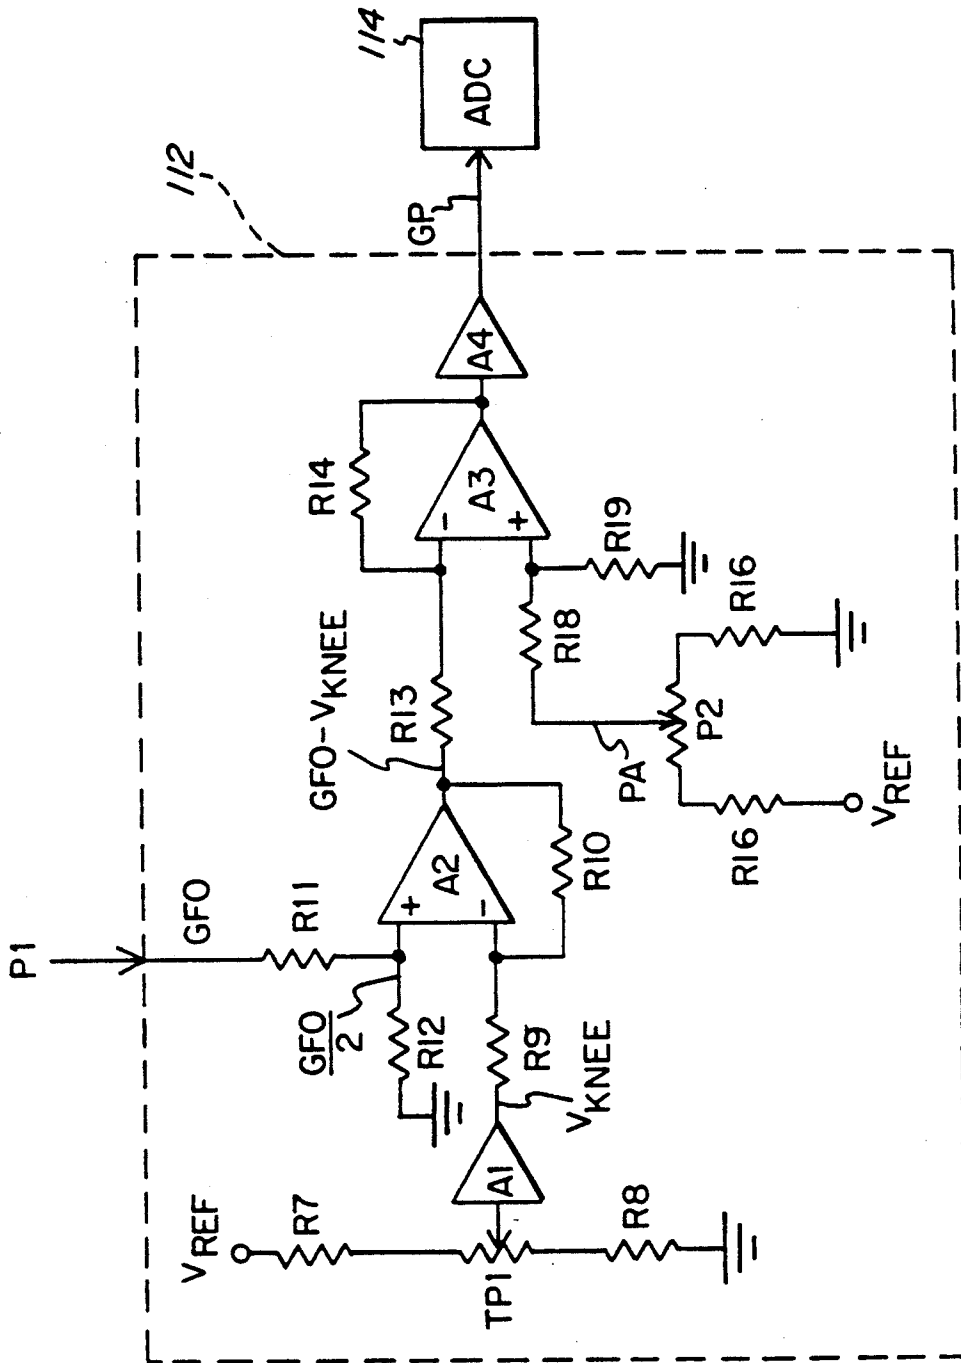 P1
GFO
R11
GFO
2
R12
VREF
R7
TP1
R8
A1
VKNEE
R9
+
A2
-
R10
GFO-VKNEE
R13
R14
-
A3
+
R18
R19
PA
P2
R16
R16
VREF
A4
GP
112
ADC
114